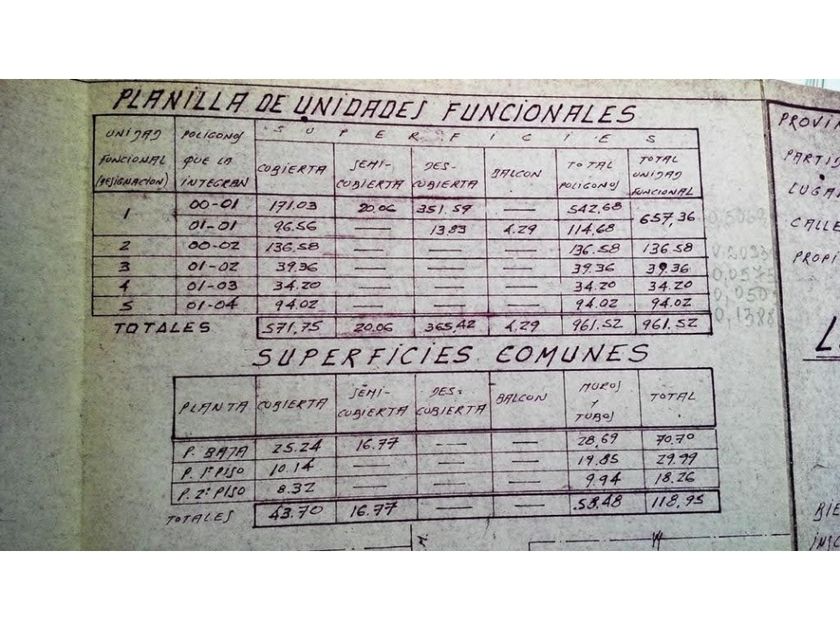 PLANILLA DE UNIDADES FUNCIONALES
UNIDAD FUNCIONAL (DESIGNACION) POLIGONOS QUE LA INTEGRAN SUPERFICIES
CUBIERTA SEMI-CUBIERTA DES-CUBIERTA BALCON TOTAL POLIGONOS TOTAL UNIDAD FUNCIONAL
1 00-01 171.03 20.06 351.59 — 542,68 657,36
01-01 96.56 — 13.83 4.29 114,68
2 00-02 136.58 — — — 136.58 136.58
3 01-02 39.36 — — — 39.36 39.36
4 01-03 34.20 — — — 34.20 34.20
5 01-04 94.02 — — — 94.02 94.02
TOTALES 571,75 20.06 365,42 4.29 961.52 961.52
SUPERFICIES COMUNES
PLANTA CUBIERTA SEMI-CUBIERTA DES-CUBIERTA BALCON MUROS Y TUBOS TOTAL
P. BAJA 25.24 16.77 — — 28,69 70.70
P. 1º PISO 10.14 — — — 19.85 29.99
P. 2º PISO 8.32 — — — 9.94 18.26
TOTALES 43.70 16.77 — — 58.48 118,95
PROVIN
PARTID
LUGA
CALLE
PROPI